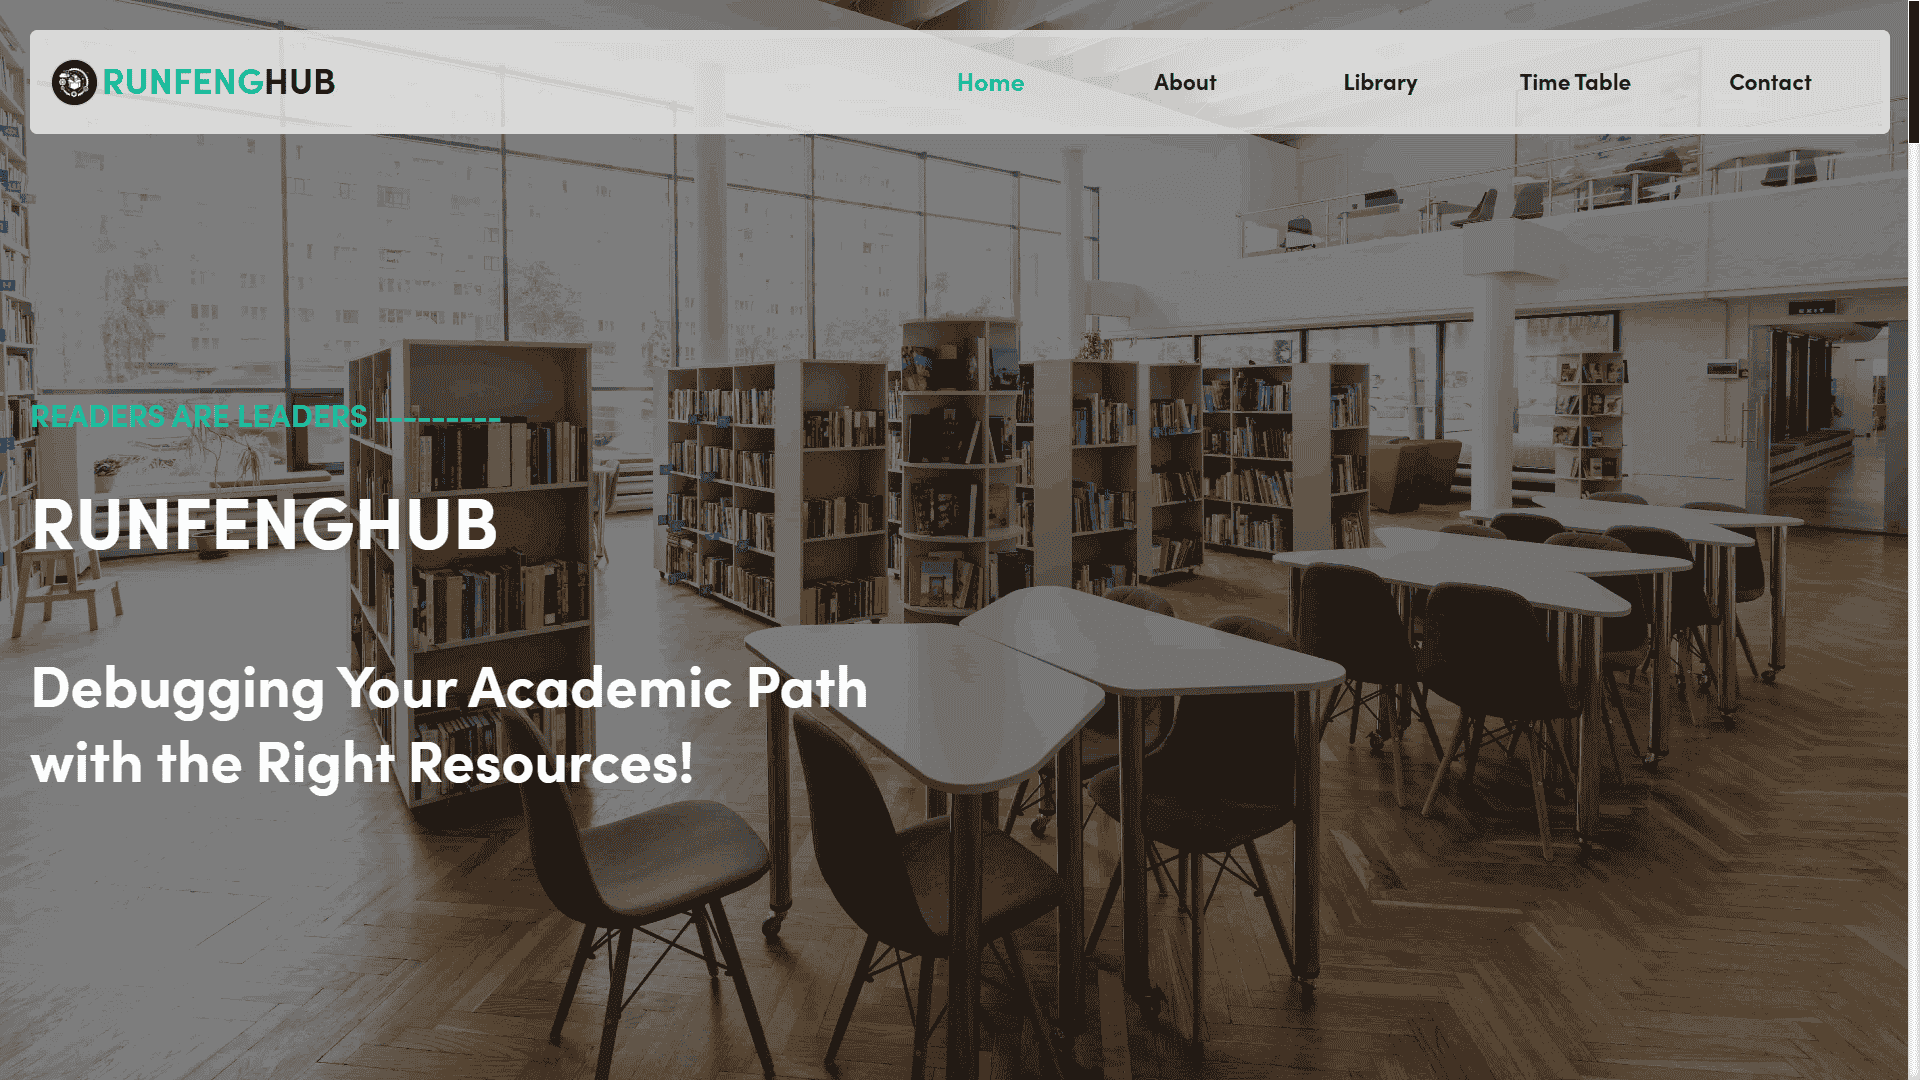 RUNFENGHUB
Home
About
Library
Time Table
Contact
EXIT
READERS ARE LEADERS ---------
RUNFENGHUB
Debugging Your Academic Path
with the Right Resources!